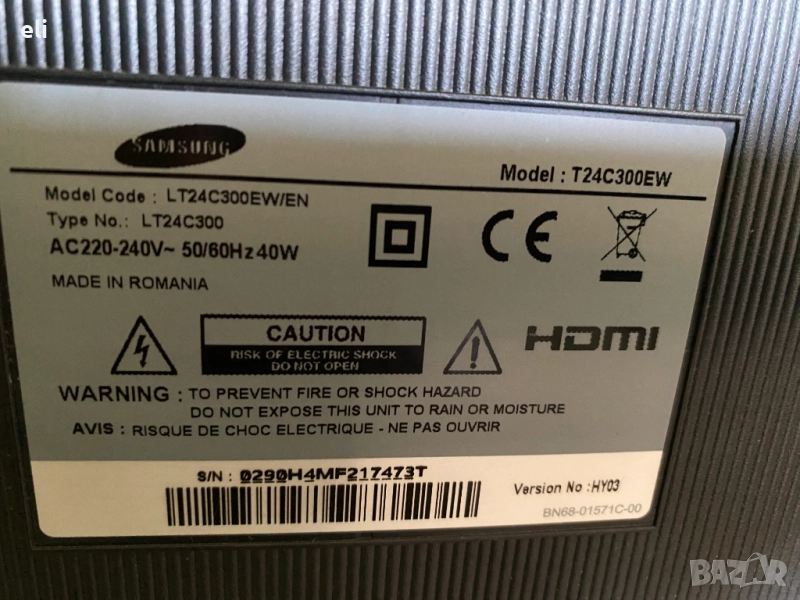 eli
SAMSUNG
Model : T24C300EW
Model Code : LT24C300EW/EN
Type No.: LT24C300
AC220-240V~ 50/60Hz 40W
MADE IN ROMANIA
CE
CAUTION
RISK OF ELECTRIC SHOCK
DO NOT OPEN
HDMI
WARNING : TO PREVENT FIRE OR SHOCK HAZARD
DO NOT EXPOSE THIS UNIT TO RAIN OR MOISTURE
AVIS : RISQUE DE CHOC ELECTRIQUE - NE PAS OUVRIR
S/N : 0290H4MF217473T
Version No :HY03
BN68-01571C-00
BAZAR